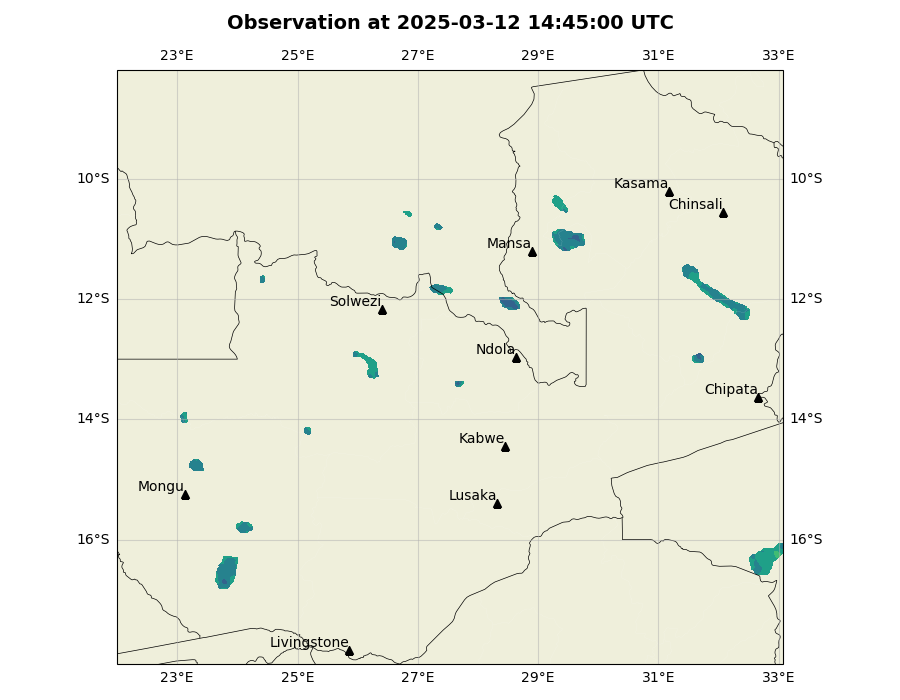 Observation at 2025-03-12 14:45:00 UTC
23°E 25°E 27°E 29°E 31°E 33°E
10°S 10°S
Kasama
Chinsali
Mansa
12°S 12°S
Solwezi
Ndola
Chipata
14°S 14°S
Kabwe
Mongu
Lusaka
16°S 16°S
Livingstone
23°E 25°E 27°E 29°E 31°E 33°E